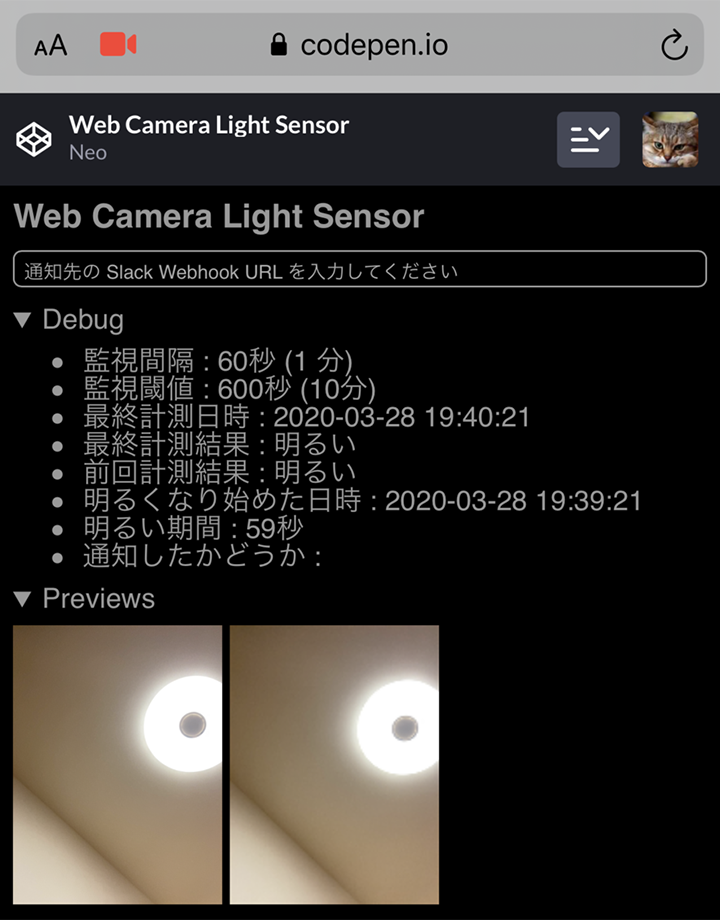 AA
codepen.io
Web Camera Light Sensor
Neo
Web Camera Light Sensor
通知先の Slack Webhook URL を入力してください
▼ Debug
• 監視間隔 : 60秒 (1 分)
• 監視閾値 : 600秒 (10分)
• 最終計測日時 : 2020-03-28 19:40:21
• 最終計測結果 : 明るい
• 前回計測結果 : 明るい
• 明るくなり始めた日時 : 2020-03-28 19:39:21
• 明るい期間 : 59秒
• 通知したかどうか :
▼ Previews